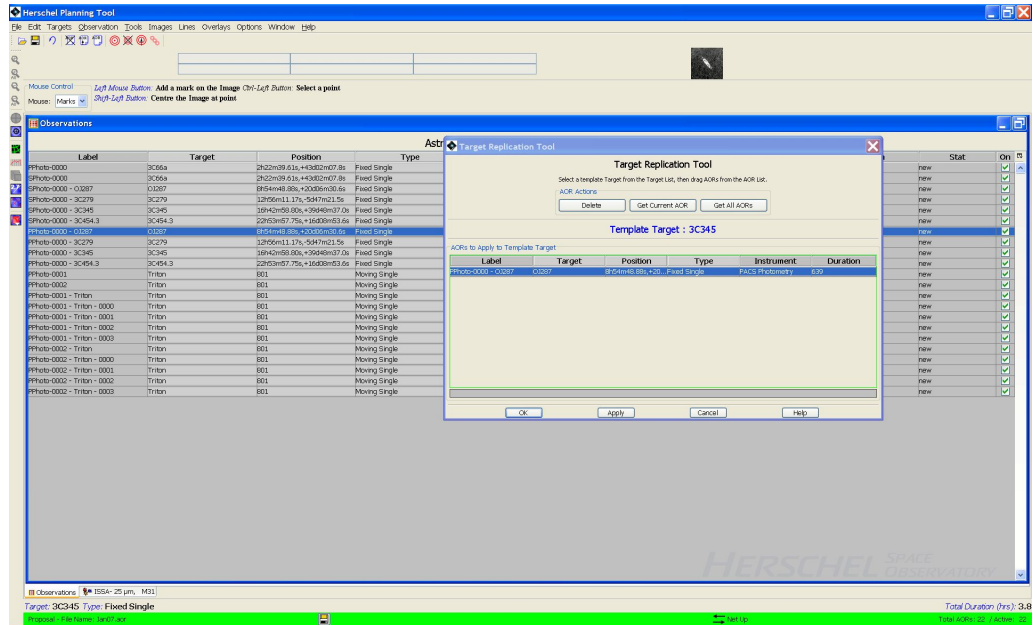 Herschel Planning Tool
File Edit Targets Observation Tools Images Lines Overlays Options Window Help
Mouse Control
Left Mouse Button: Add a mark on the Image Ctrl-Left Button: Select a point
Mouse: Marks
Shift-Left Button: Centre the Image at point
Observations
Astr
Label Target Position Type Stat On
PPhoto-0000 3C66a 2h22m39.61s,+43d02m07.8s Fixed Single new
SPhoto-0000 3C66a 2h22m39.61s,+43d02m07.8s Fixed Single new
SPhoto-0000 - OJ287 OJ287 8h54m48.88s,+20d06m30.6s Fixed Single new
SPhoto-0000 - 3C279 3C279 12h56m11.17s,-5d47m21.5s Fixed Single new
SPhoto-0000 - 3C345 3C345 16h42m58.80s,+39d48m37.0s Fixed Single new
SPhoto-0000 - 3C454.3 3C454.3 22h53m57.75s,+16d08m53.6s Fixed Single new
PPhoto-0000 - OJ287 OJ287 8h54m48.88s,+20d06m30.6s Fixed Single new
PPhoto-0000 - 3C279 3C279 12h56m11.17s,-5d47m21.5s Fixed Single new
PPhoto-0000 - 3C345 3C345 16h42m58.80s,+39d48m37.0s Fixed Single new
PPhoto-0000 - 3C454.3 3C454.3 22h53m57.75s,+16d08m53.6s Fixed Single new
PPhoto-0001 Triton 801 Moving Single new
PPhoto-0002 Triton 801 Moving Single new
PPhoto-0001 - Triton Triton 801 Moving Single new
PPhoto-0001 - Triton - 0000 Triton 801 Moving Single new
PPhoto-0001 - Triton - 0001 Triton 801 Moving Single new
PPhoto-0001 - Triton - 0002 Triton 801 Moving Single new
PPhoto-0001 - Triton - 0003 Triton 801 Moving Single new
PPhoto-0002 - Triton Triton 801 Moving Single new
PPhoto-0002 - Triton - 0000 Triton 801 Moving Single new
PPhoto-0002 - Triton - 0001 Triton 801 Moving Single new
PPhoto-0002 - Triton - 0002 Triton 801 Moving Single new
PPhoto-0002 - Triton - 0003 Triton 801 Moving Single new
Target Replication Tool
Target Replication Tool
Select a template Target from the Target List, then drag AORs from the AOR List.
AOR Actions
Delete Get Current AOR Get All AORs
Template Target : 3C345
AORs to Apply to Template Target
Label Target Position Type Instrument Duration
PPhoto-0000 - OJ287 OJ287 8h54m48.88s,+20... Fixed Single PACS Photometry 639
OK Apply Cancel Help
HERSCHEL SPACE OBSERVATORY
Observations ISSA- 25 µm, M31
Target: 3C345 Type: Fixed Single Total Duration (hrs): 3.8
Proposal - File Name: Jan07.aor Net Up Total AORs: 22 / Active: 22